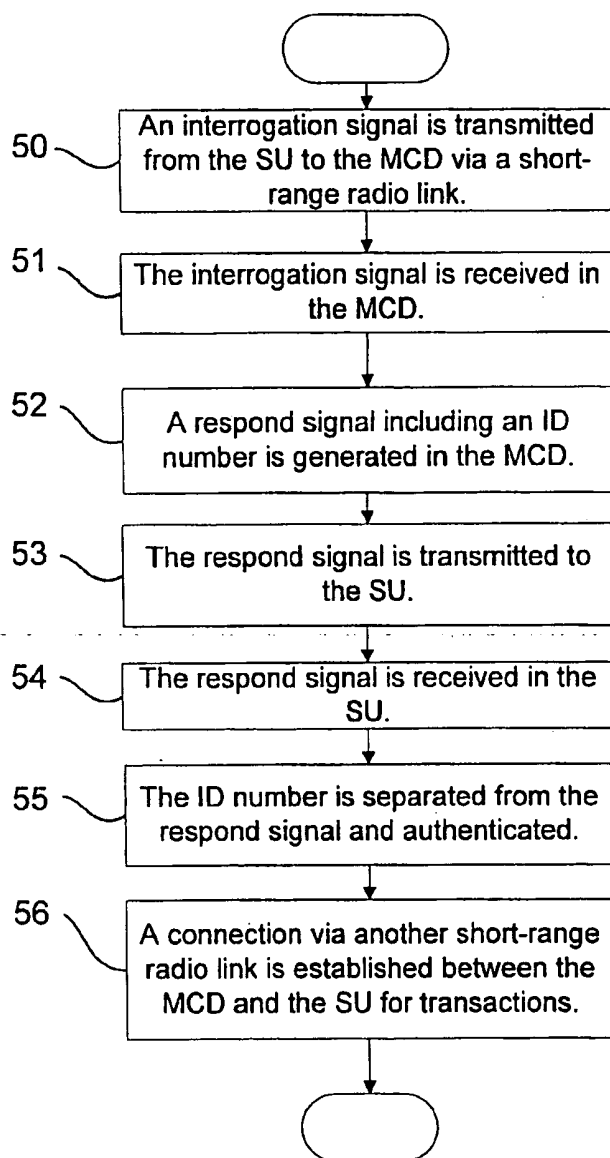 50
An interrogation signal is transmitted
from the SU to the MCD via a short-
range radio link.
51
The interrogation signal is received in
the MCD.
52
A respond signal including an ID
number is generated in the MCD.
53
The respond signal is transmitted to
the SU.
54
The respond signal is received in the
SU.
55
The ID number is separated from the
respond signal and authenticated.
56
A connection via another short-range
radio link is established between the
MCD and the SU for transactions.